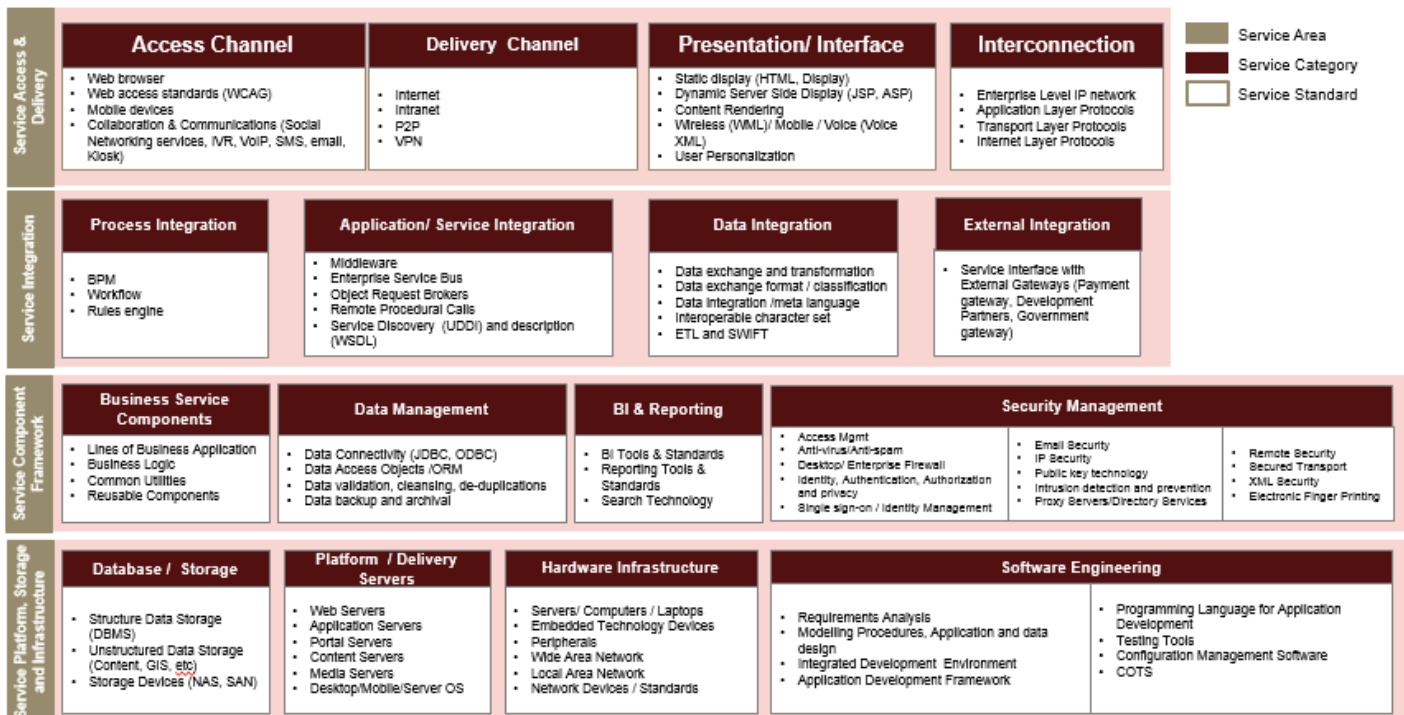 Service Access &
Delivery
Access Channel
• Web browser
• Web access standards (WCAG)
• Mobile devices
• Collaboration & Communications (Social
Networking services, IVR, VoIP, SMS, email,
Kiosk)
Delivery Channel
• Internet
• Intranet
• P2P
• VPN
Presentation/ Interface
• Static display (HTML, Display)
• Dynamic Server Side Display (JSP, ASP)
• Content Rendering
• Wireless (WML)/ Mobile / Voice (Voice
XML)
• User Personalization
Interconnection
• Enterprise Level IP network
• Application Layer Protocols
• Transport Layer Protocols
• Internet Layer Protocols
Service Area
Service Category
Service Standard
Service Integration
Process Integration
• BPM
• Workflow
• Rules engine
Application/ Service Integration
• Middleware
• Enterprise Service Bus
• Object Request Brokers
• Remote Procedural Calls
• Service Discovery (UDDI) and description
(WSDL)
Data Integration
• Data exchange and transformation
• Data exchange format / classification
• Data integration /meta language
• Interoperable character set
• ETL and SWIFT
External Integration
• Service Interface with
External Gateways (Payment
gateway, Development
Partners, Government
gateway)
Service Component
Framework
Business Service
Components
• Lines of Business Application
• Business Logic
• Common Utilities
• Reusable Components
Data Management
• Data Connectivity (JDBC, ODBC)
• Data Access Objects /ORM
• Data validation, cleansing, de-duplications
• Data backup and archival
BI & Reporting
• BI Tools & Standards
• Reporting Tools &
Standards
• Search Technology
Security Management
• Access Mgmt
• Anti-virus/Anti-spam
• Desktop/ Enterprise Firewall
• Identity, Authentication, Authorization
and privacy
• Single sign-on / Identity Management
• Email Security
• IP Security
• Public key technology
• Intrusion detection and prevention
• Proxy Servers/Directory Services
• Remote Security
• Secured Transport
• XML Security
• Electronic Finger Printing
Service Platform, Storage
and Infrastructure
Database / Storage
• Structure Data Storage
(DBMS)
• Unstructured Data Storage
(Content, GIS, etc)
• Storage Devices (NAS, SAN)
Platform / Delivery
Servers
• Web Servers
• Application Servers
• Portal Servers
• Content Servers
• Media Servers
• Desktop/Mobile/Server OS
Hardware Infrastructure
• Servers/ Computers / Laptops
• Embedded Technology Devices
• Peripherals
• Wide Area Network
• Local Area Network
• Network Devices / Standards
Software Engineering
• Requirements Analysis
• Modelling Procedures, Application and data
design
• Integrated Development Environment
• Application Development Framework
• Programming Language for Application
Development
• Testing Tools
• Configuration Management Software
• COTS